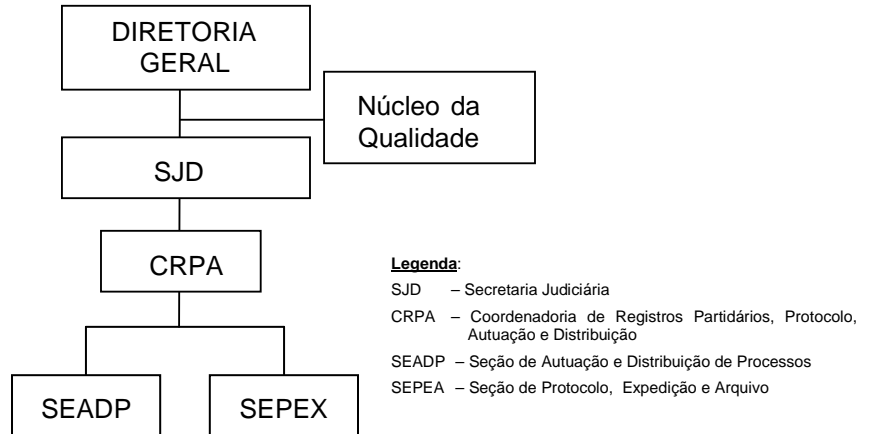 DIRETORIA
GERAL
Núcleo da
Qualidade
SJD
CRPA
SEADP
SEPEX
Legenda:
SJD – Secretaria Judiciária
CRPA – Coordenadoria de Registros Partidários, Protocolo,
Autuação e Distribuição
SEADP – Seção de Autuação e Distribuição de Processos
SEPEA – Seção de Protocolo, Expedição e Arquivo